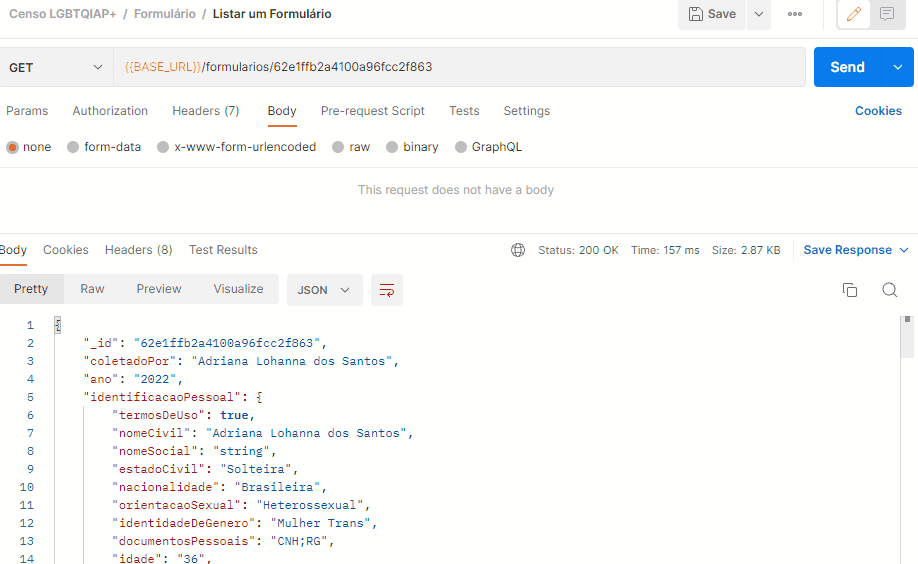 Censo LGBTQIAP+ / Formulário / Listar um Formulário
Save
GET
{{BASE_URL}}/formularios/62e1ffb2a4100a96fcc2f863
Send
Params Authorization Headers (7) Body Pre-request Script Tests Settings Cookies
none form-data x-www-form-urlencoded raw binary GraphQL
This request does not have a body
Body Cookies Headers (8) Test Results Status: 200 OK Time: 157 ms Size: 2.87 KB Save Response
Pretty Raw Preview Visualize JSON
1 {
2 "_id": "62e1ffb2a4100a96fcc2f863",
3 "coletadoPor": "Adriana Lohanna dos Santos",
4 "ano": "2022",
5 "identificacaoPessoal": {
6 "termosDeUso": true,
7 "nomeCivil": "Adriana Lohanna dos Santos",
8 "nomeSocial": "string",
9 "estadoCivil": "Solteira",
10 "nacionalidade": "Brasileira",
11 "orientacaoSexual": "Heterossexual",
12 "identidadeDeGenero": "Mulher Trans",
13 "documentosPessoais": "CNH;RG",
14 "idade": "36",